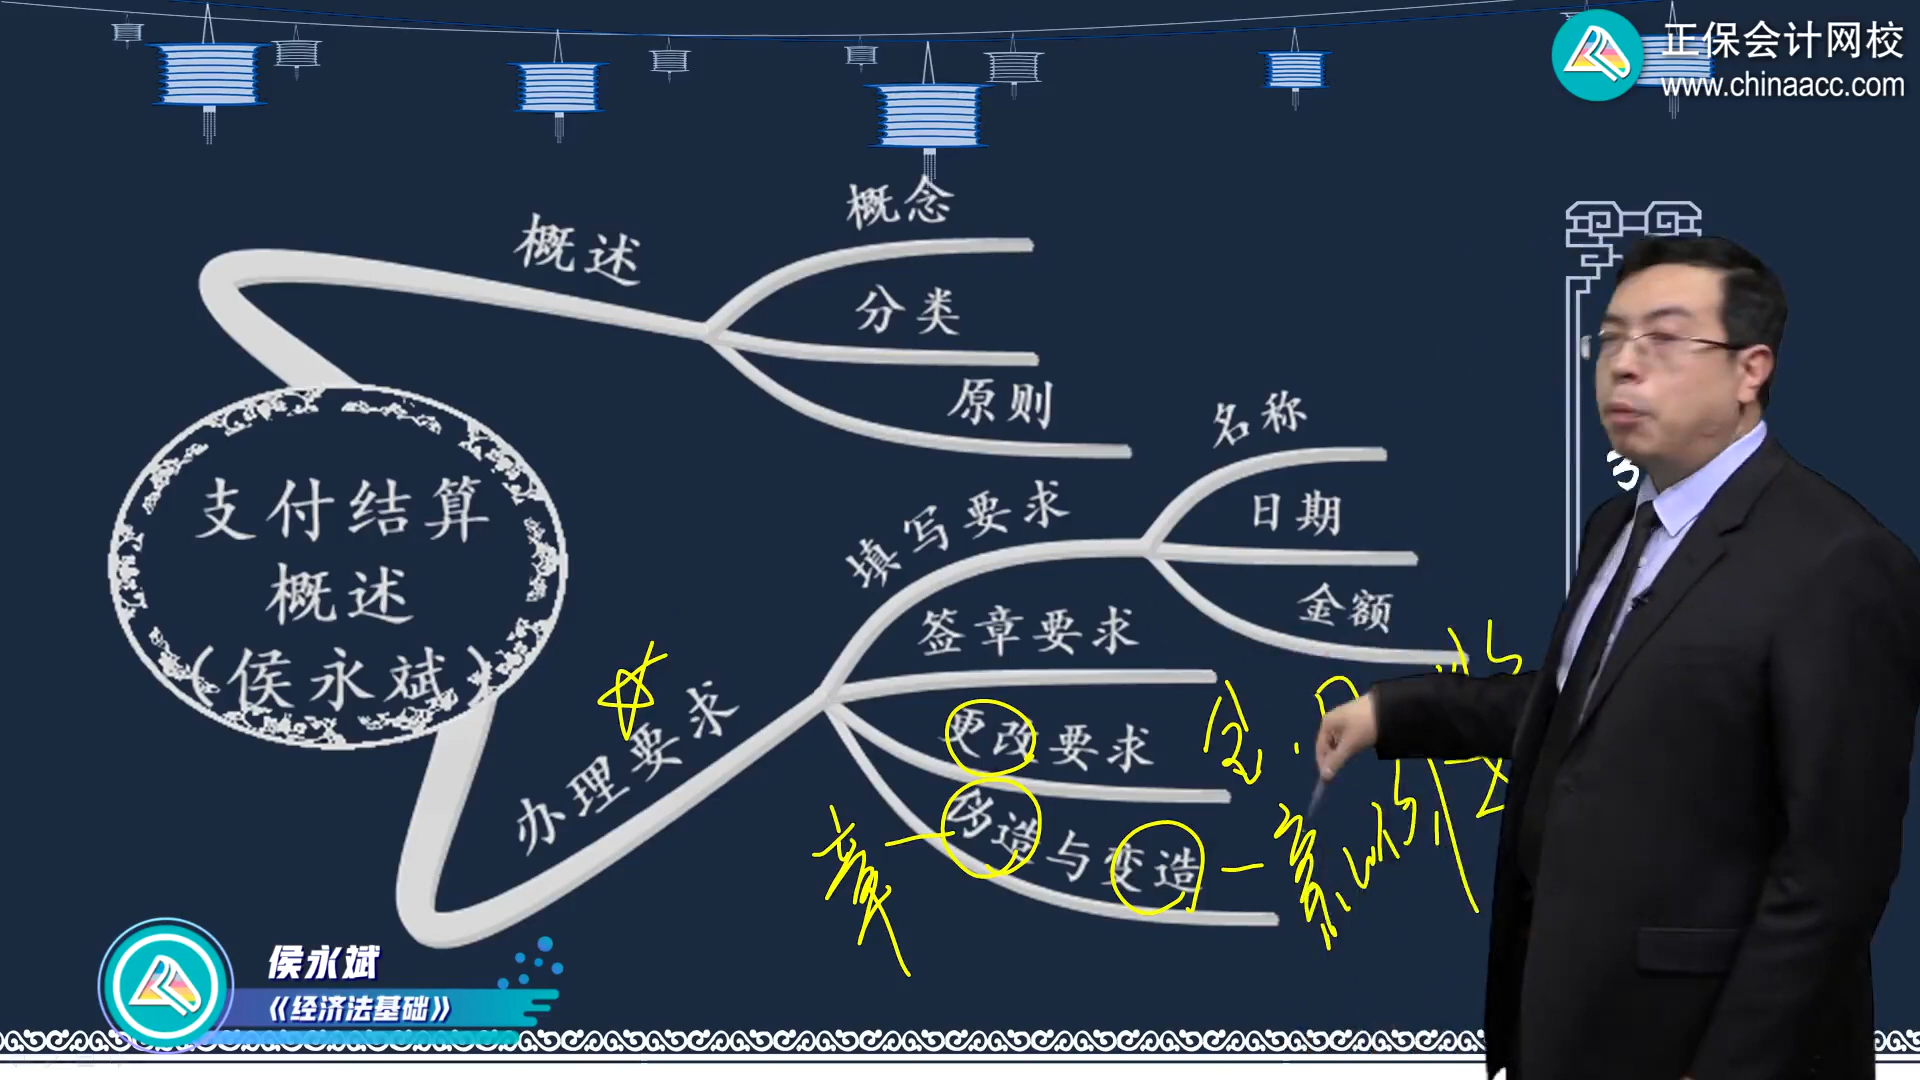 正保会计网校
www.chinaacc.com
概述
概念
分类
原则
支付结算
概述
（侯永斌）
办理要求
填写要求
名称
日期
金额
签章要求
更改要求
伪造与变造
章
侯永斌
《经济法基础》